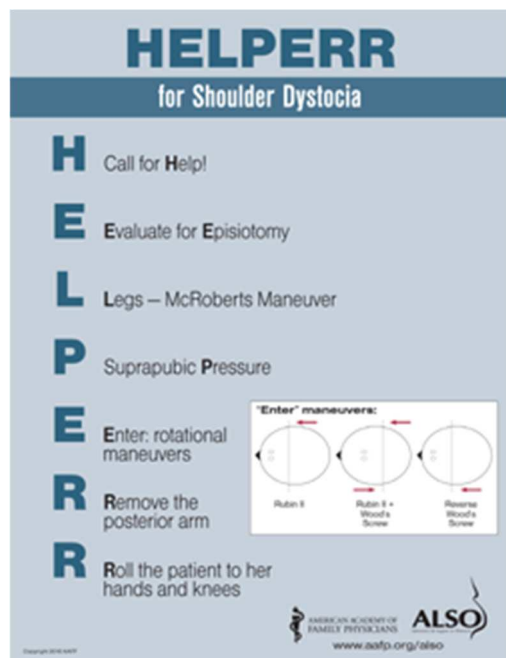 HELPERR
for Shoulder Dystocia
H Call for Help!
E Evaluate for Episiotomy
L Legs — McRoberts Maneuver
P Suprapubic Pressure
E Enter: rotational
maneuvers
R Remove the
posterior arm
R Roll the patient to her
hands and knees
"Enter" maneuvers:
Rubin II
Rubin II +
Wood's
Screw
Reverse
Wood's
Screw
AMERICAN ACADEMY OF
FAMILY PHYSICIANS
ALSO
www.aafp.org/also